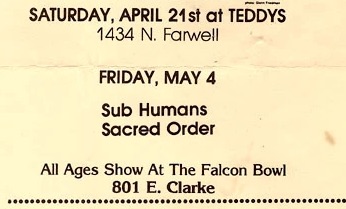 SATURDAY, APRIL 21st at TEDDYS
1434 N. Farwell
FRIDAY, MAY 4
Sub Humans
Sacred Order
All Ages Show At The Falcon Bowl
801 E. Clarke